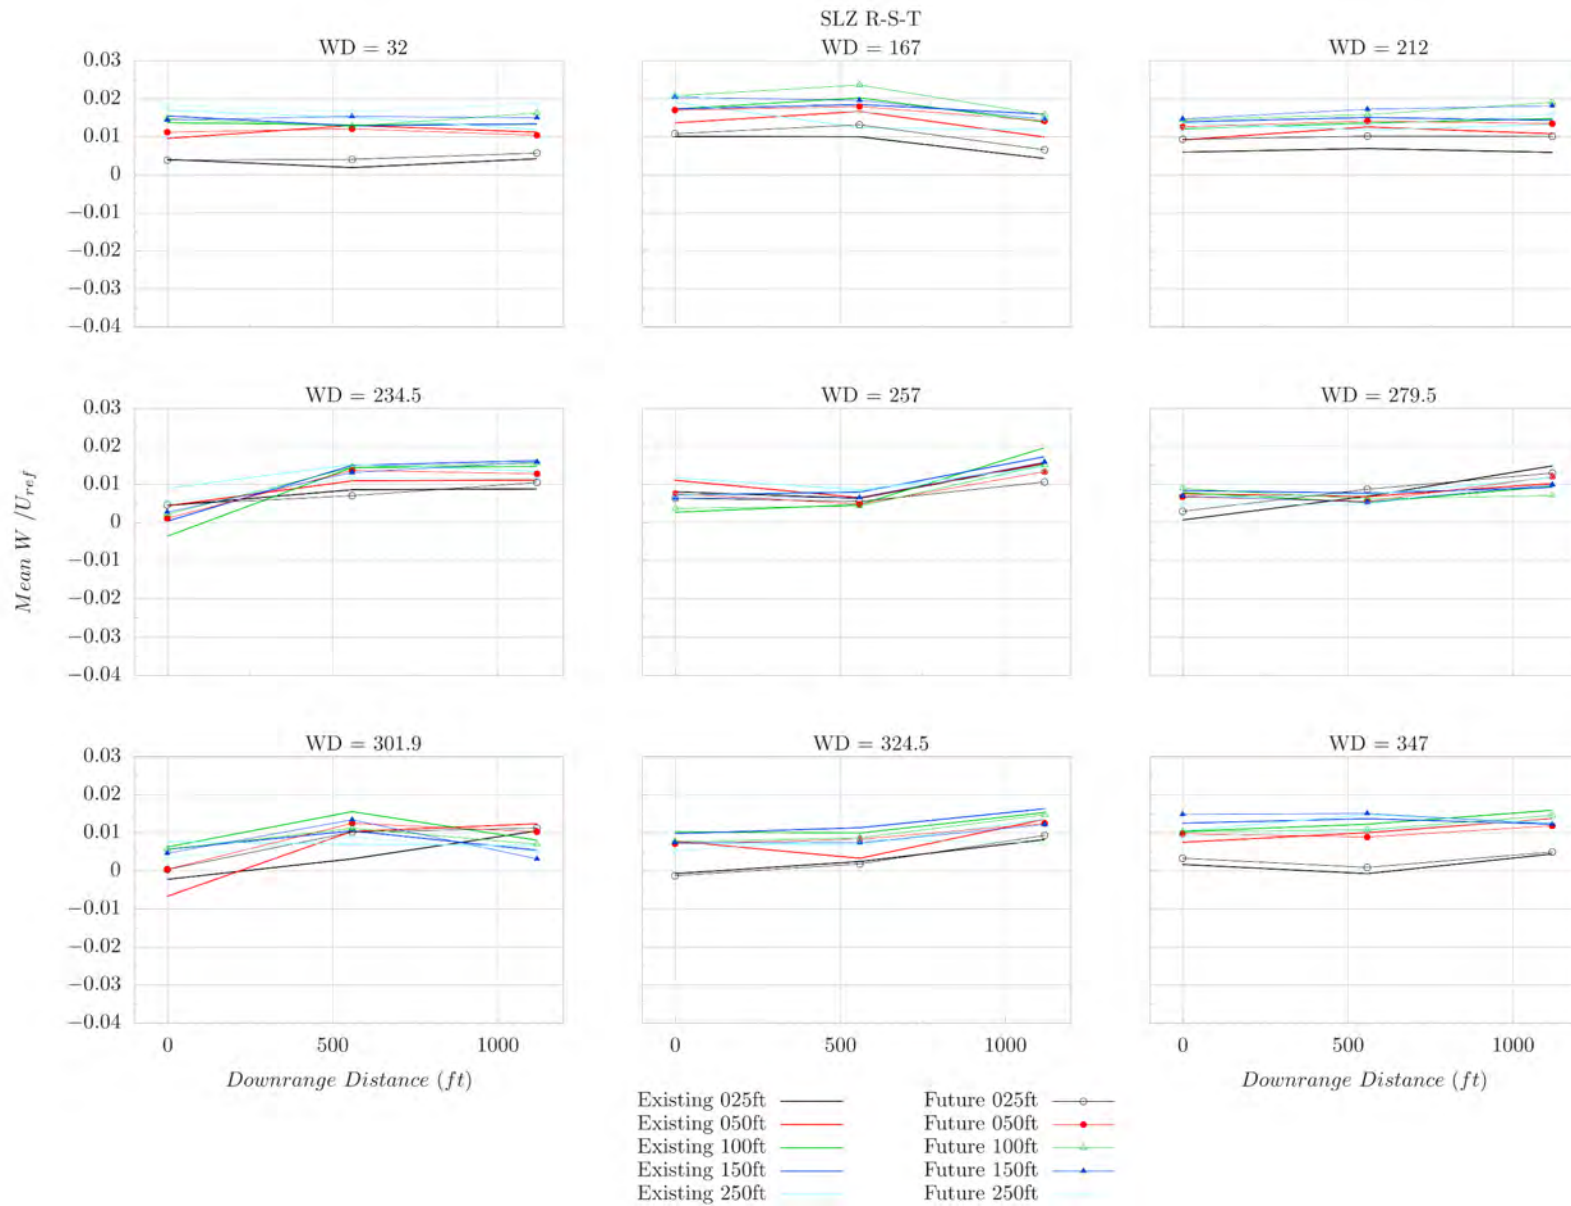 SLZ R-S-T
WD = 32
WD = 167
WD = 212
0.03
0.02
0.01
0
−0.01
−0.02
−0.03
−0.04
WD = 234.5
WD = 257
WD = 279.5
0.03
0.02
0.01
0
−0.01
−0.02
−0.03
−0.04
Mean W /U_ref
WD = 301.9
WD = 324.5
WD = 347
0.03
0.02
0.01
0
−0.01
−0.02
−0.03
−0.04
0 500 1000
0 500 1000
0 500 1000
Downrange Distance (ft)
Downrange Distance (ft)
Existing 025ft
Existing 050ft
Existing 100ft
Existing 150ft
Existing 250ft
Future 025ft
Future 050ft
Future 100ft
Future 150ft
Future 250ft